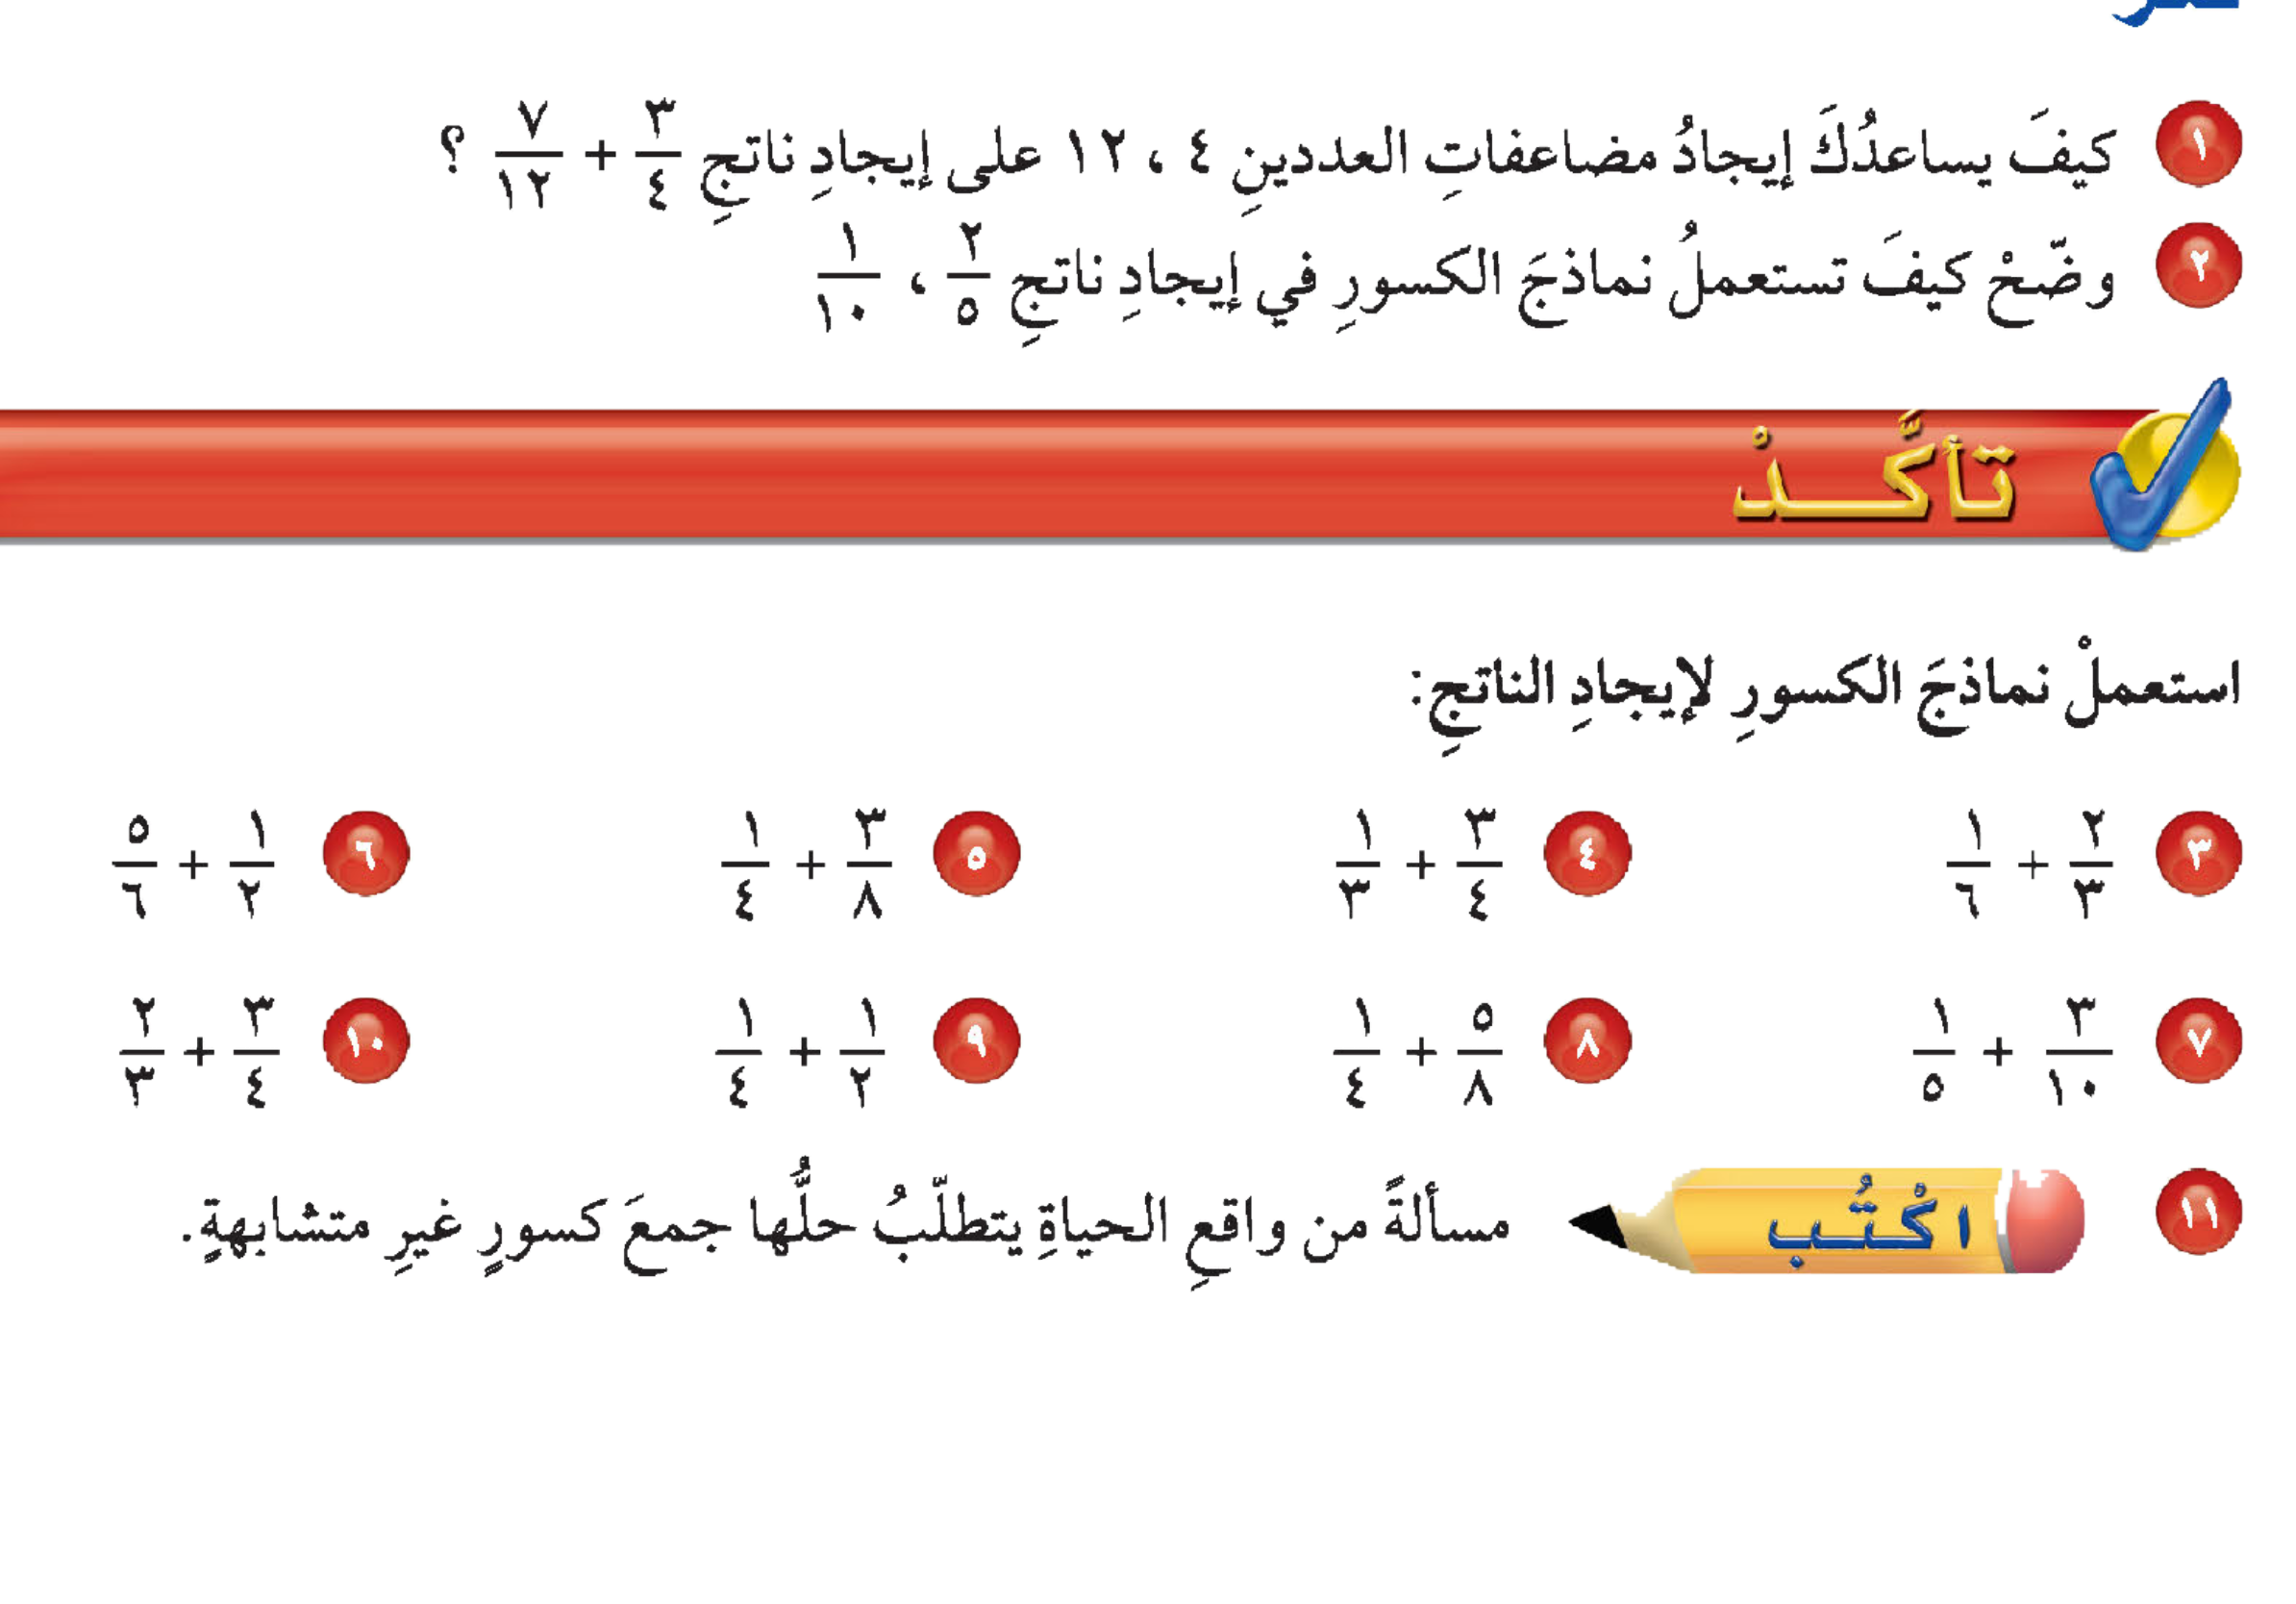 ١ كيفَ يساعدُكَ إيجادُ مضاعفاتِ العددينِ ٤ ، ١٢ على إيجادِ ناتجِ ٣/٤ + ٧/١٢ ؟
٢ وضّحْ كيفَ تستعملُ نماذجَ الكسورِ في إيجادِ ناتجِ ٢/٥ ، ١/١٠
تأكَّدْ
استعملْ نماذجَ الكسورِ لإيجادِ الناتجِ:
٣ ٢/٣ + ١/٦ ٤ ٣/٤ + ١/٣ ٥ ٣/٨ + ١/٤ ٦ ١/٢ + ٥/٦
٧ ٣/١٠ + ١/٥ ٨ ٥/٨ + ١/٤ ٩ ١/٢ + ١/٤ ١٠ ٣/٤ + ٢/٣
١١ اكْتُب مسألةً من واقعِ الحياةِ يتطلّبُ حلُّها جمعَ كسورٍ غيرِ متشابهةٍ.